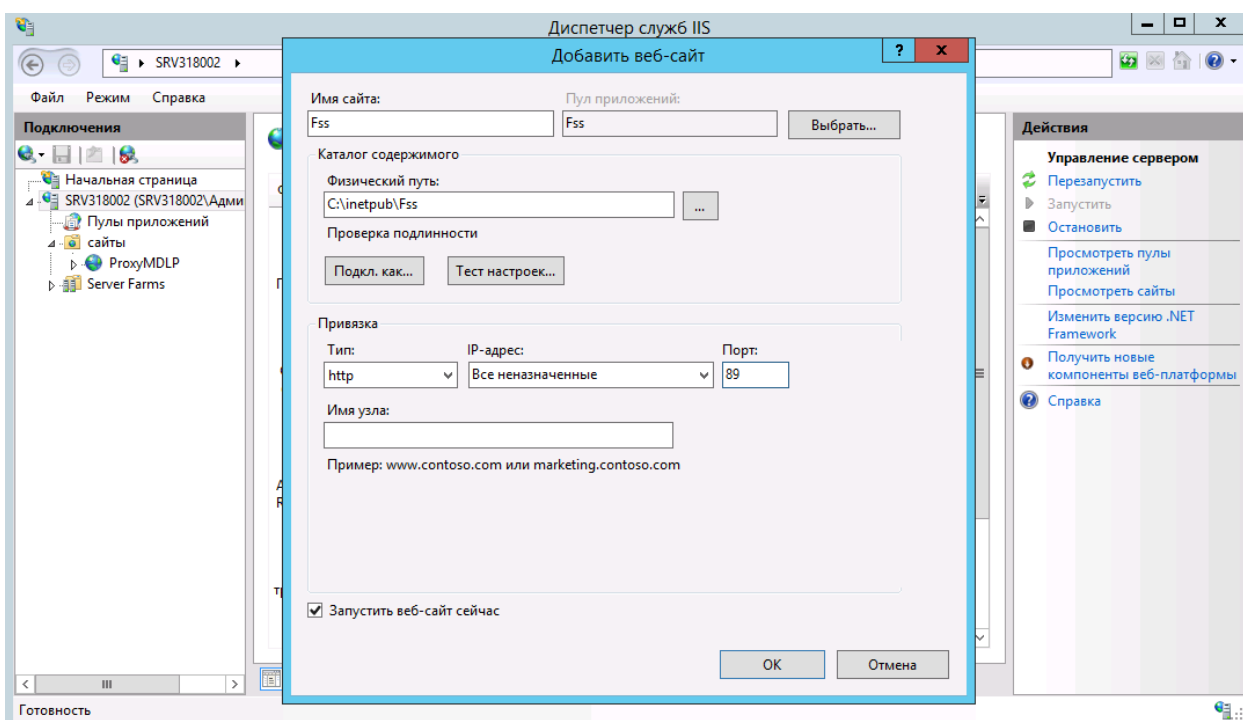 Диспетчер служб IIS
SRV318002
Файл Режим Справка
Подключения
Начальная страница
SRV318002 (SRV318002\Адми
Пулы приложений
сайты
ProxyMDLP
Server Farms
Готовность
Добавить веб-сайт
?
Имя сайта:
Пул приложений:
Fss
Fss
Выбрать...
Каталог содержимого
Физический путь:
C:\inetpub\Fss
...
Проверка подлинности
Подкл. как...
Тест настроек...
Привязка
Тип:
IP-адрес:
Порт:
http
Все неназначенные
89
Имя узла:
Пример: www.contoso.com или marketing.contoso.com
Запустить веб-сайт сейчас
OK
Отмена
Действия
Управление сервером
Перезапустить
Запустить
Остановить
Просмотреть пулы
приложений
Просмотреть сайты
Изменить версию .NET
Framework
Получить новые
компоненты веб-платформы
Справка